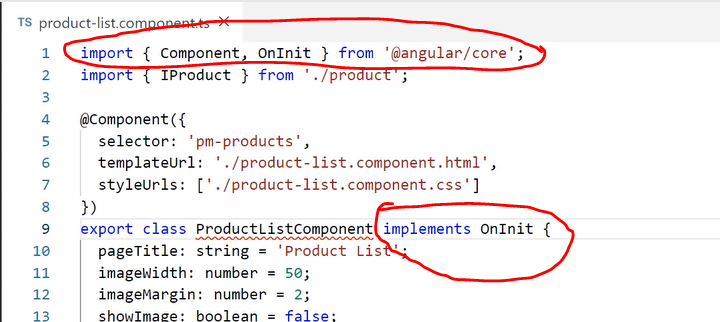 TS product-list.component.ts ×
1 import { Component, OnInit } from '@angular/core';
2 import { IProduct } from './product';
3
4 @Component({
5 selector: 'pm-products',
6 templateUrl: './product-list.component.html',
7 styleUrls: ['./product-list.component.css']
8 })
9 export class ProductListComponent implements OnInit {
10 pageTitle: string = 'Product List';
11 imageWidth: number = 50;
12 imageMargin: number = 2;
13 showImage: boolean = false;